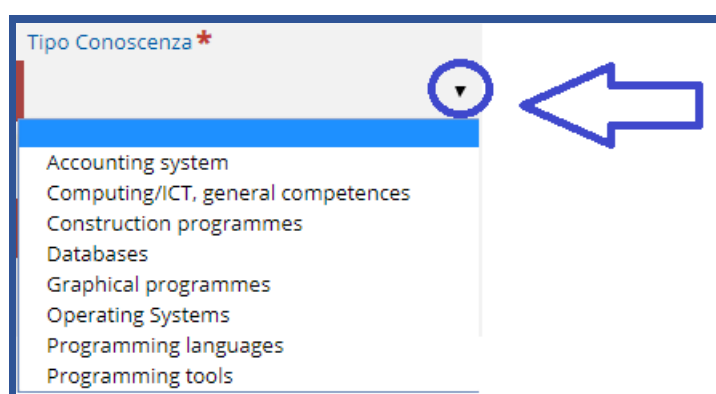 Tipo Conoscenza *
Accounting system
Computing/ICT, general competences
Construction programmes
Databases
Graphical programmes
Operating Systems
Programming languages
Programming tools